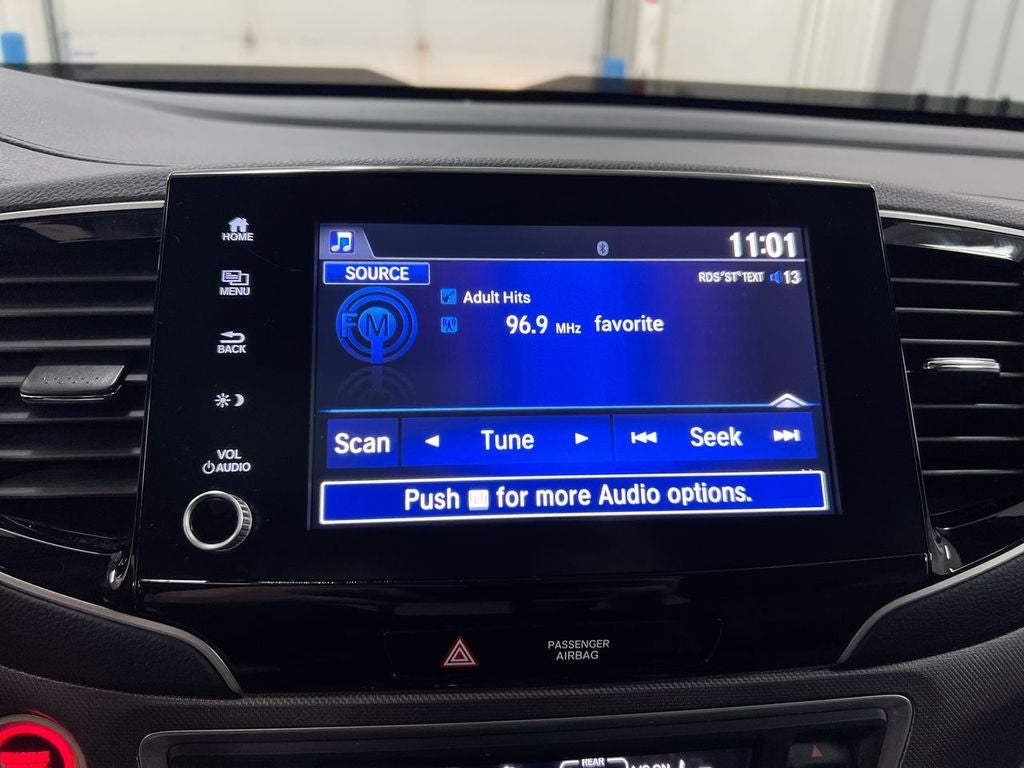 HOME
MENU
BACK
VOL
AUDIO
11:01
SOURCE
RDS "ST" TEXT 13
FM
Adult Hits
96.9 MHz favorite
Scan
Tune
Seek
Push for more Audio options.
PASSENGER
AIRBAG
REAR